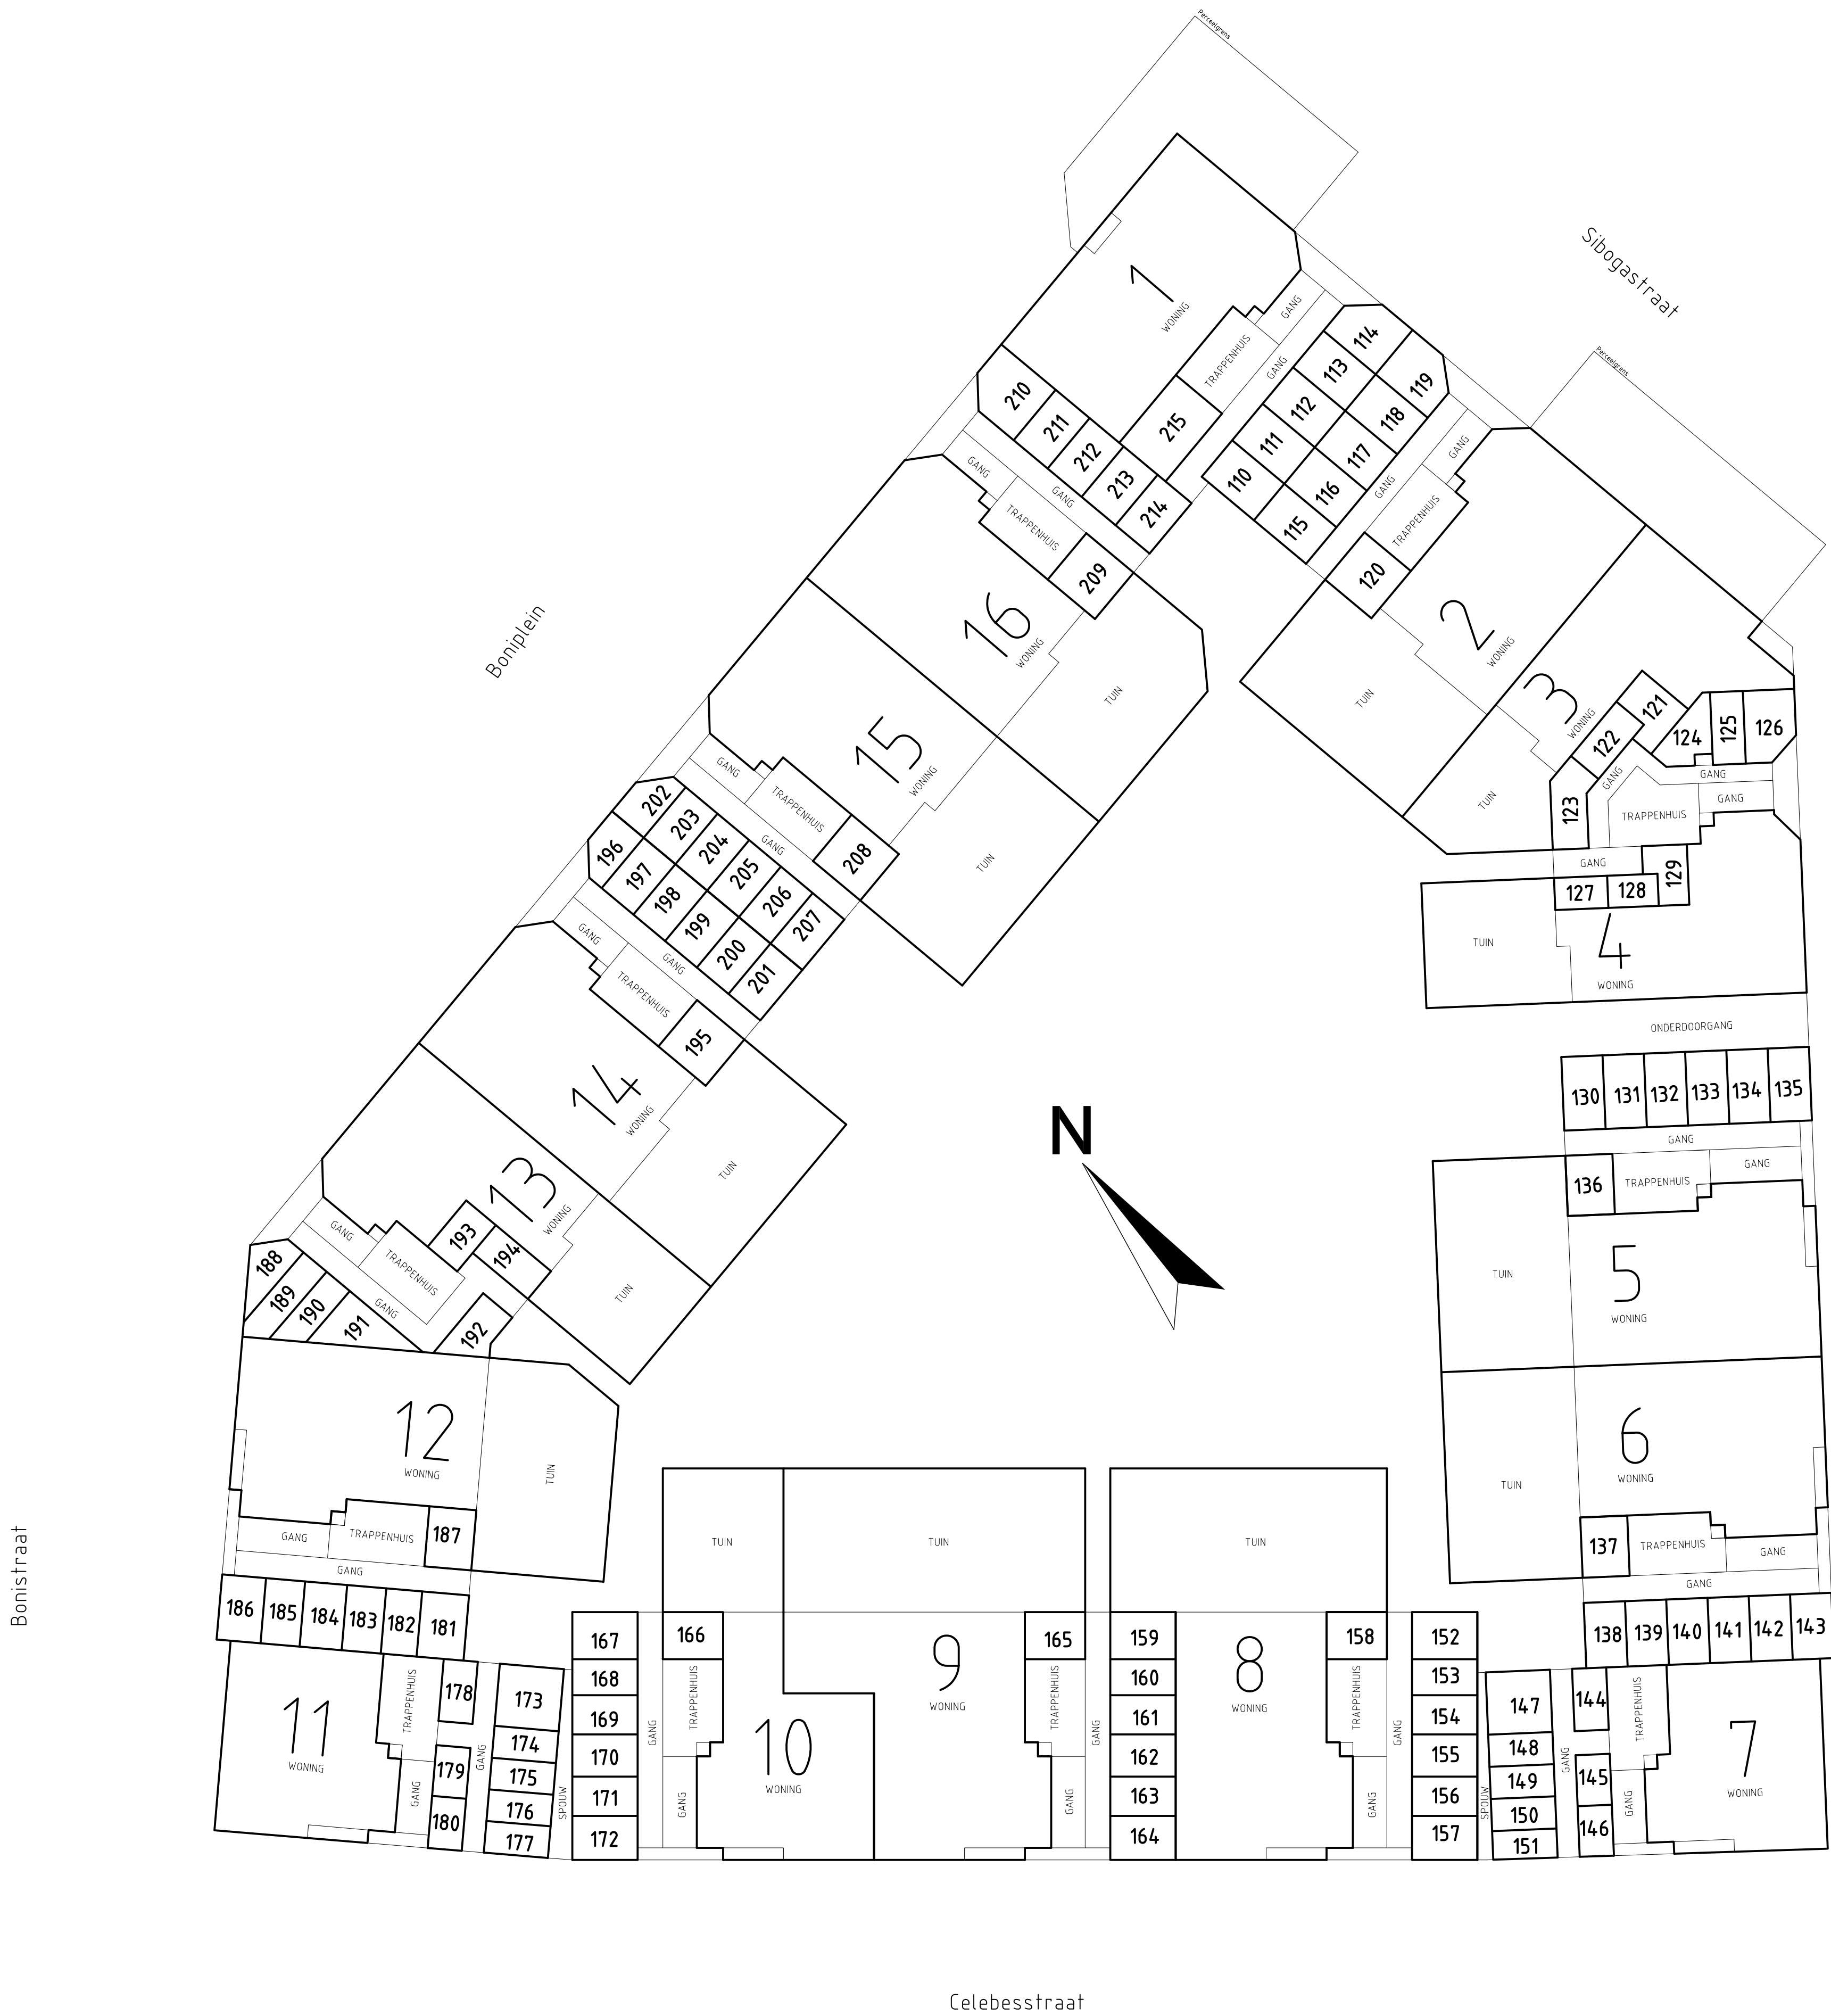 Perceelgrens
Sibogastraat
1
WONING
GANG
TRAPPENHUIS
GANG
215
210
211
212
213
214
114
113
112
111
110
119
118
117
116
115
Perceelgrens
GANG
GANG
TRAPPENHUIS
120
2
WONING
TUIN
3
WONING
TUIN
121
122
123
124
125
126
GANG
GANG
GANG
TRAPPENHUIS
GANG
127
128
129
TUIN
4
WONING
ONDERDOORGANG
130
131
132
133
134
135
GANG
136
TRAPPENHUIS
GANG
TUIN
5
WONING
TUIN
6
WONING
137
TRAPPENHUIS
GANG
GANG
138
139
140
141
142
143
144
TRAPPENHUIS
145
146
GANG
GANG
7
WONING
147
148
149
150
151
SPOUW
152
153
154
155
156
157
GANG
158
TRAPPENHUIS
GANG
TUIN
8
WONING
159
160
161
162
163
164
GANG
165
TRAPPENHUIS
GANG
TUIN
9
WONING
TUIN
10
WONING
166
TRAPPENHUIS
GANG
GANG
167
168
169
170
171
172
SPOUW
173
174
175
176
177
GANG
178
179
180
TRAPPENHUIS
GANG
11
WONING
186
185
184
183
182
181
GANG
GANG
TRAPPENHUIS
187
12
WONING
TUIN
188
189
190
191
192
GANG
GANG
TRAPPENHUIS
193
194
13
WONING
TUIN
14
WONING
TUIN
195
TRAPPENHUIS
GANG
GANG
196
197
198
199
200
201
202
203
204
205
206
207
GANG
GANG
TRAPPENHUIS
208
15
WONING
TUIN
16
WONING
TUIN
209
TRAPPENHUIS
GANG
GANG
N
Boniplein
Bonistraat
Celebesstraat